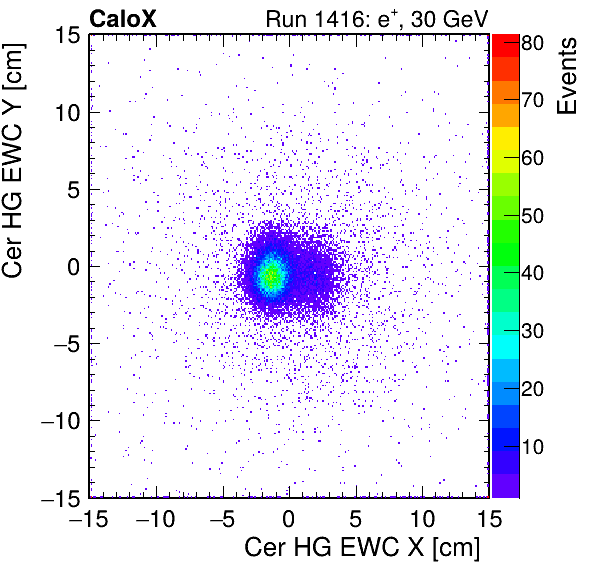 CaloX
Run 1416: e+, 30 GeV
Cer HG EWC Y [cm]
15
10
5
0
−5
−10
−15
−15 −10 −5 0 5 10 15
Cer HG EWC X [cm]
80
70
60
50
40
30
20
10
Events